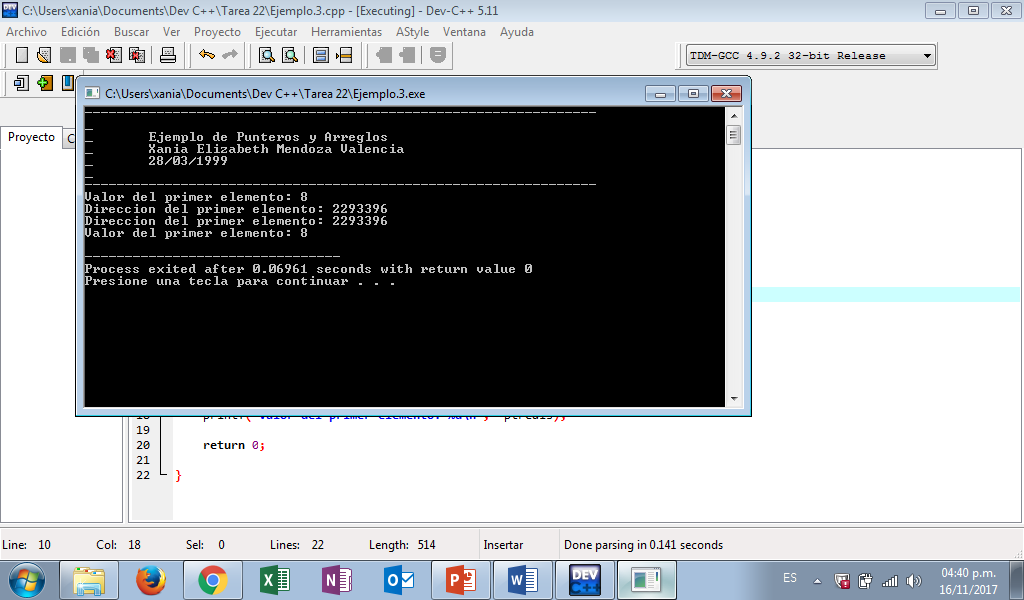 C:\Users\xania\Documents\Dev C++\Tarea 22\Ejemplo.3.cpp - [Executing] - Dev-C++ 5.11
Archivo Edición Buscar Ver Proyecto Ejecutar Herramientas AStyle Ventana Ayuda
TDM-GCC 4.9.2 32-bit Release
C:\Users\xania\Documents\Dev C++\Tarea 22\Ejemplo.3.exe
Proyecto
Ejemplo de Punteros y Arreglos
Xania Elizabeth Mendoza Valencia
28/03/1999
Valor del primer elemento: 8
Direccion del primer elemento: 2293396
Direccion del primer elemento: 2293396
Valor del primer elemento: 8
--------------------------------
Process exited after 0.06961 seconds with return value 0
Presione una tecla para continuar . . .
19
20 return 0;
21
22 }
Line: 10 Col: 18 Sel: 0 Lines: 22 Length: 514 Insertar Done parsing in 0.141 seconds
DEV C++
ES
04:40 p.m.
16/11/2017